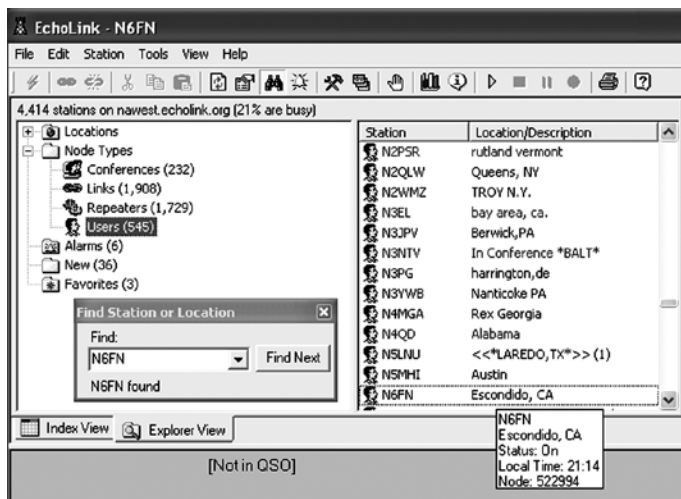 EchoLink - N6FN
File Edit Station Tools View Help
4,414 stations on nawest.echolink.org (21% are busy)
Locations
Node Types
Conferences (232)
Links (1,908)
Repeaters (1,729)
Users (545)
Alarms (6)
New (36)
Favorites (3)
Find Station or Location
Find:
N6FN
Find Next
N6FN found
Station Location/Description
N2PSR rutland vermont
N2QLW Queens, NY
N2WMZ TROY N.Y.
N3EL bay area, ca.
N3JPV Berwick,PA
N3NTV In Conference *BALT*
N3PG harrington,de
N3YWB Nanticoke PA
N4MGA Rex Georgia
N4QD Alabama
N5LNU <<*LAREDO,TX*>> (1)
N5MHI Austin
N6FN Escondido, CA
Index View Explorer View
N6FN
Escondido, CA
Status: On
Local Time: 21:14
Node: 522994
[Not in QSO]